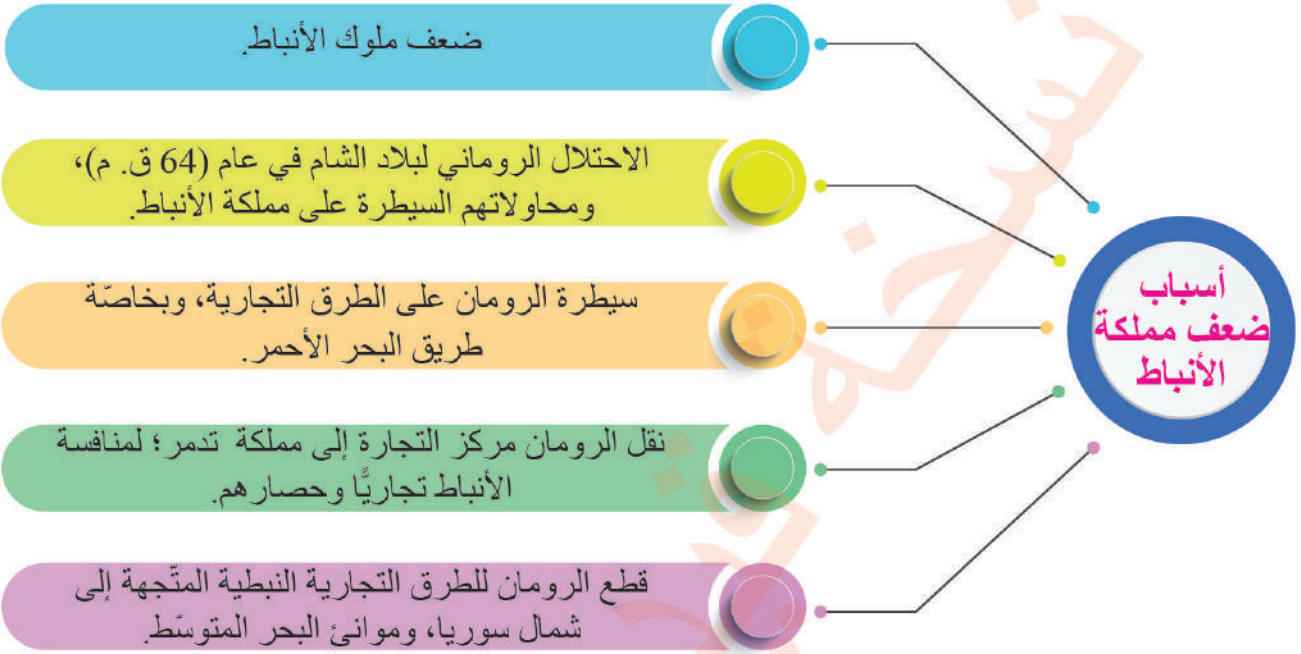 أسباب
ضعف مملكة
الأنباط
ضعف ملوك الأنباط.
الاحتلال الروماني لبلاد الشام في عام (64 ق. م)،
ومحاولاتهم السيطرة على مملكة الأنباط.
سيطرة الرومان على الطرق التجارية، وبخاصّة
طريق البحر الأحمر.
نقل الرومان مركز التجارة إلى مملكة تدمر؛ لمنافسة
الأنباط تجاريًّا وحصارهم.
قطع الرومان للطرق التجارية النبطية المتّجهة إلى
شمال سوريا، وموانئ البحر المتوسّط.